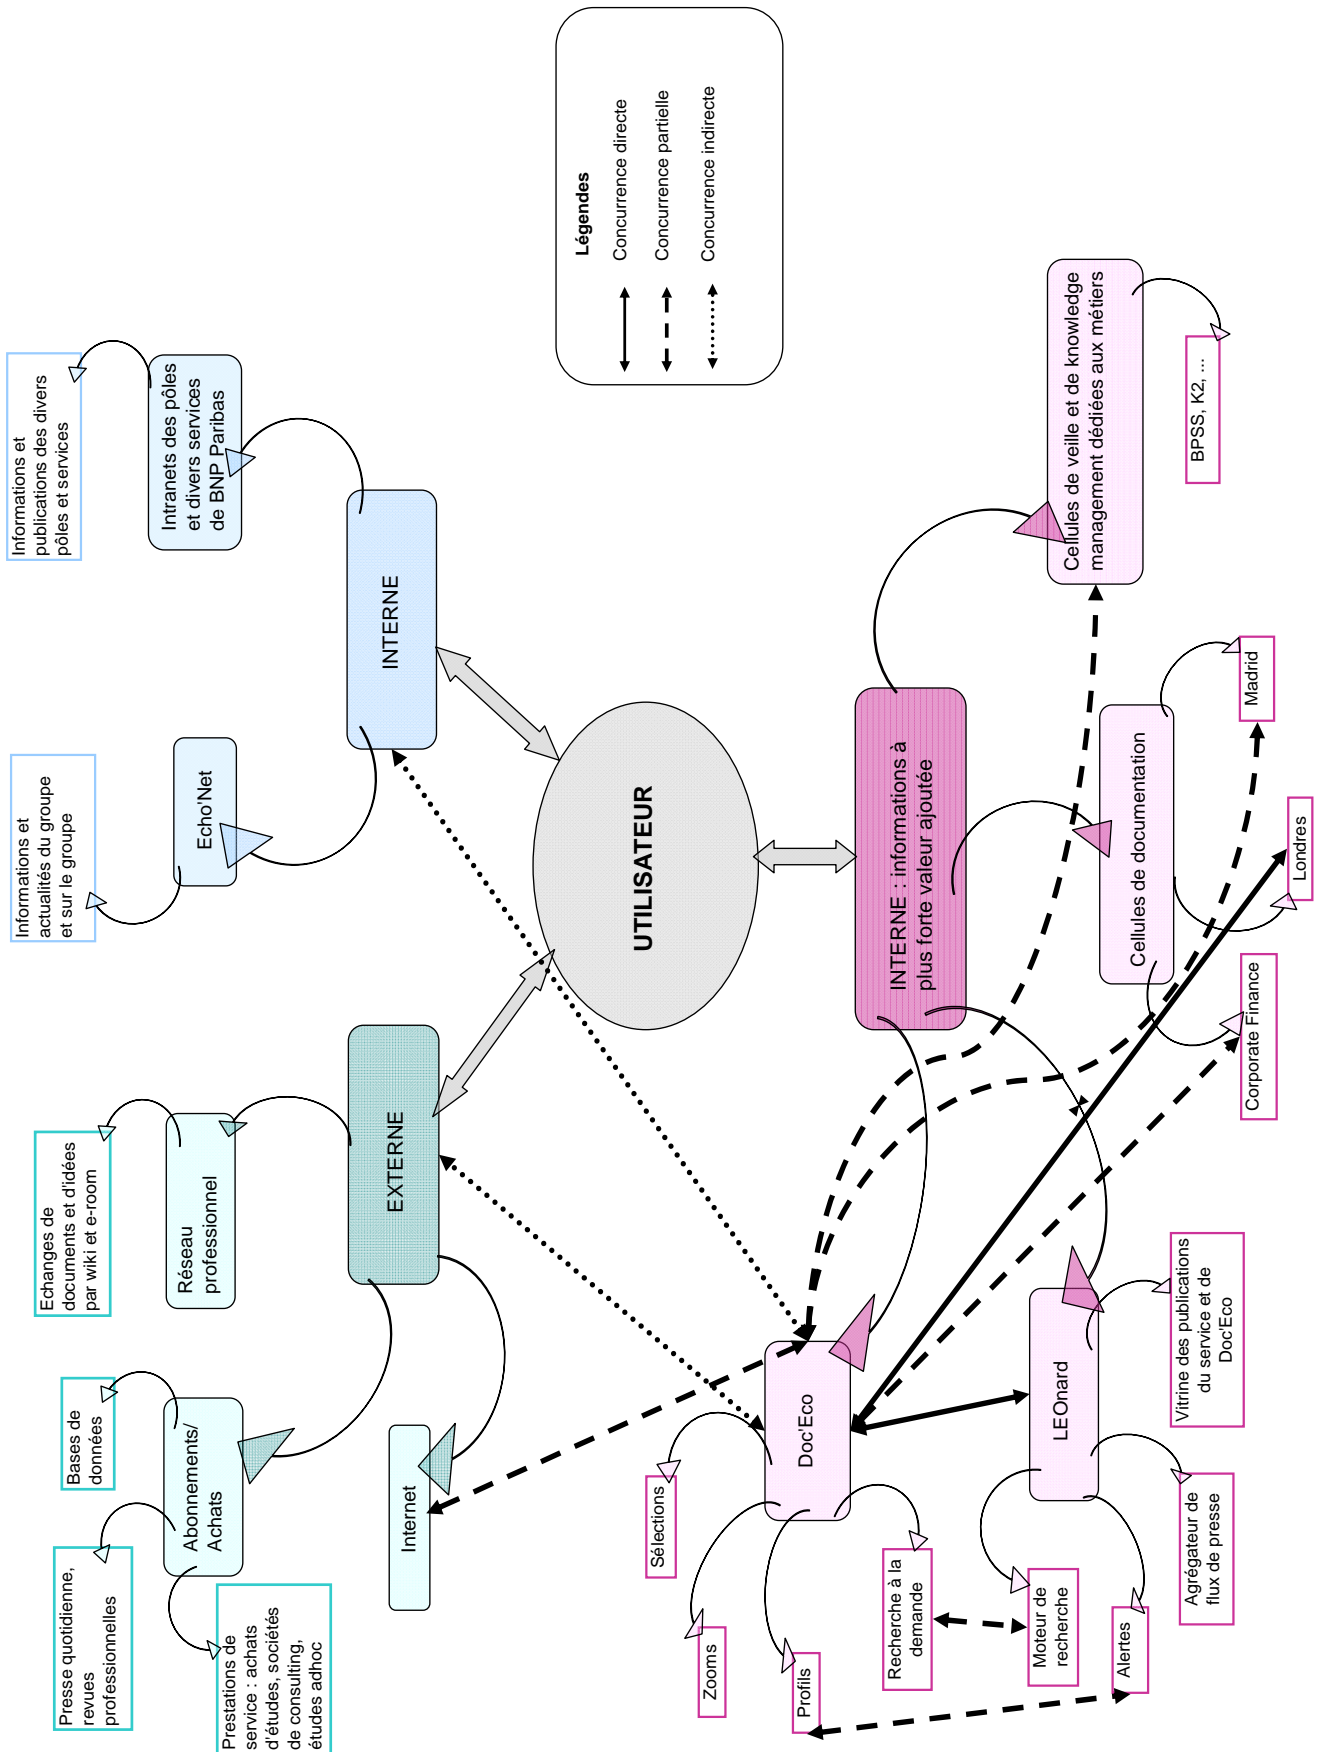 Presse quotidienne,
revues
professionnelles
Bases de
données
Echanges de
documents et d'idées
par wiki et e-room
Informations et
actualités du groupe
et sur le groupe
Informations et
publications des divers
pôles et services
Prestations de
service : achats
d'études, sociétés
de consulting,
études adhoc
Abonnements/
Achats
Réseau
professionnel
Echo'Net
Intranets des pôles
et divers services
de BNP Paribas
Internet
EXTERNE
INTERNE
UTILISATEUR
Légendes
Concurrence directe
Concurrence partielle
Concurrence indirecte
Zooms
Sélections
Profils
Doc'Eco
INTERNE : informations à
plus forte valeur ajoutée
Recherche à la
demande
Moteur de
recherche
LEOnard
Alertes
Agrégateur de
flux de presse
Vitrine des publications
du service et de
Doc'Eco
Cellules de documentation
Corporate Finance
Londres
Madrid
Cellules de veille et de knowledge
management dédiées aux métiers
BPSS, K2, ...